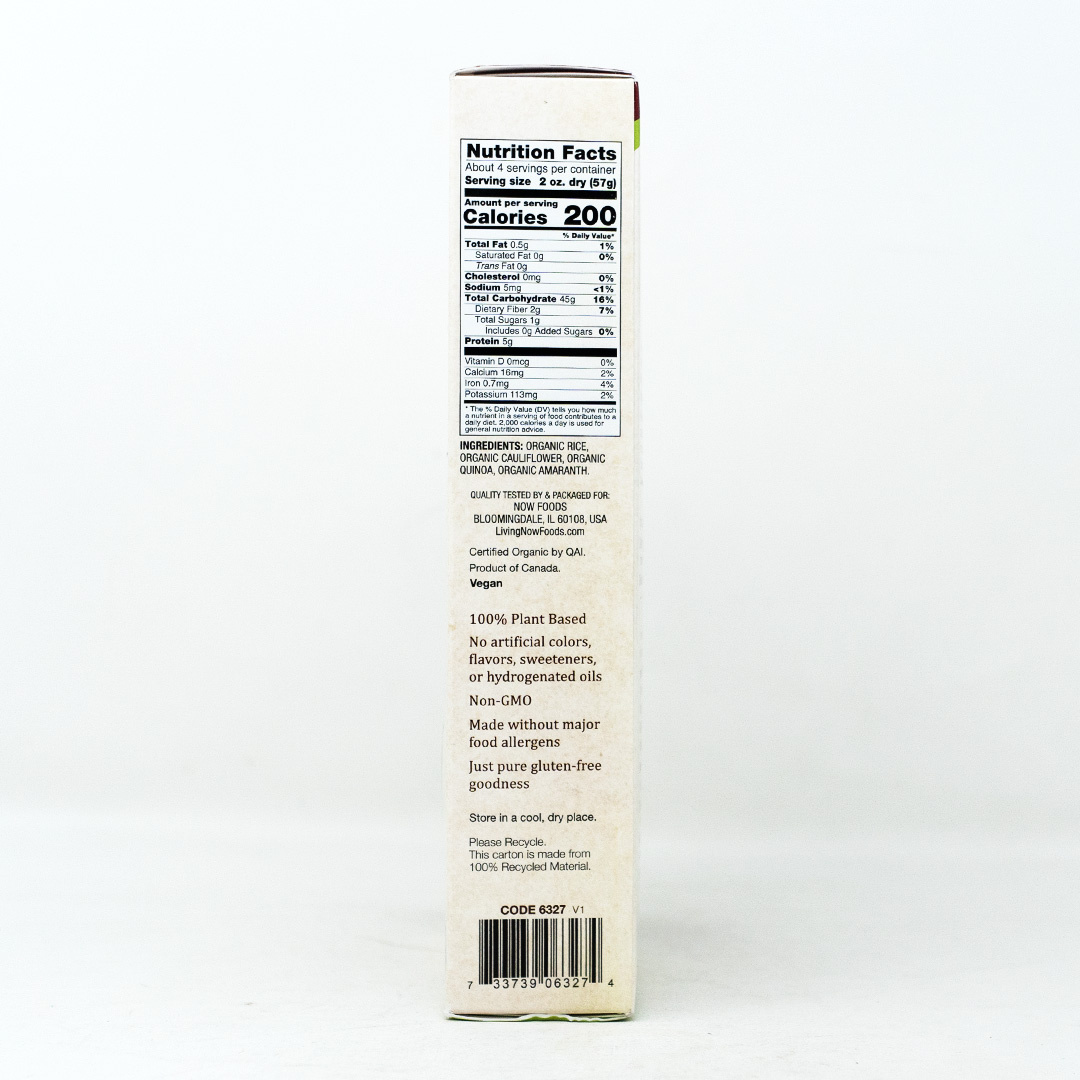 Nutrition Facts
About 4 servings per container
Serving size 2 oz. dry (57g)
Amount per serving
Calories 200
% Daily Value*
Total Fat 0.5g 1%
Saturated Fat 0g 0%
Trans Fat 0g
Cholesterol 0mg 0%
Sodium 5mg <1%
Total Carbohydrate 45g 16%
Dietary Fiber 2g 7%
Total Sugars 1g
Includes 0g Added Sugars 0%
Protein 5g
Vitamin D 0mcg 0%
Calcium 16mg 2%
Iron 0.7mg 4%
Potassium 113mg 2%
* The % Daily Value (DV) tells you how much
a nutrient in a serving of food contributes to a
daily diet. 2,000 calories a day is used for
general nutrition advice.
INGREDIENTS: ORGANIC RICE,
ORGANIC CAULIFLOWER, ORGANIC
QUINOA, ORGANIC AMARANTH.
QUALITY TESTED BY & PACKAGED FOR:
NOW FOODS
BLOOMINGDALE, IL 60108, USA
LivingNowFoods.com
Certified Organic by QAI.
Product of Canada.
Vegan
100% Plant Based
No artificial colors,
flavors, sweeteners,
or hydrogenated oils
Non-GMO
Made without major
food allergens
Just pure gluten-free
goodness
Store in a cool, dry place.
Please Recycle.
This carton is made from
100% Recycled Material.
CODE 6327 V1
7 33739 06327 4